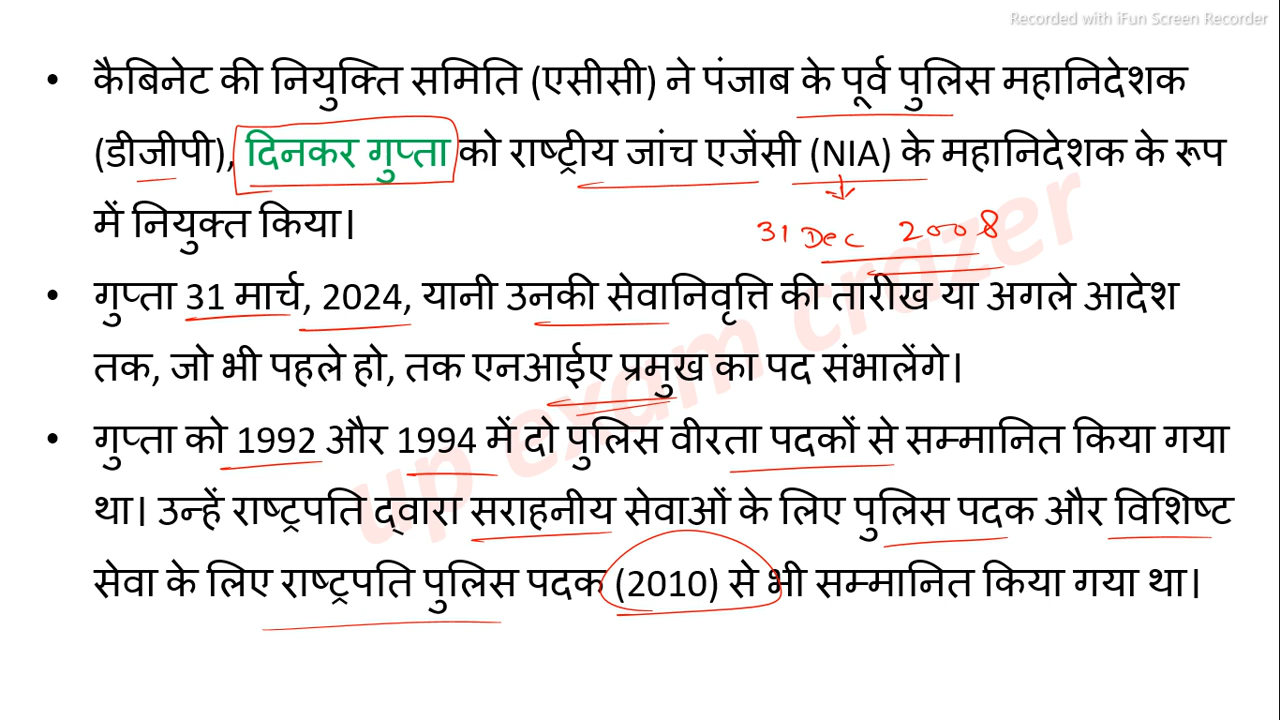 Recorded with iFun Screen Recorder
• कैबिनेट की नियुक्ति समिति (एसीसी) ने पंजाब के पूर्व पुलिस महानिदेशक
(डीजीपी), दिनकर गुप्ता को राष्ट्रीय जांच एजेंसी (NIA) के महानिदेशक के रूप
में नियुक्त किया।
31 Dec 2008
• गुप्ता 31 मार्च, 2024, यानी उनकी सेवानिवृत्ति की तारीख या अगले आदेश
तक, जो भी पहले हो, तक एनआईए प्रमुख का पद संभालेंगे।
• गुप्ता को 1992 और 1994 में दो पुलिस वीरता पदकों से सम्मानित किया गया
था। उन्हें राष्ट्रपति द्वारा सराहनीय सेवाओं के लिए पुलिस पदक और विशिष्ट
सेवा के लिए राष्ट्रपति पुलिस पदक (2010) से भी सम्मानित किया गया था।
up exam crazer